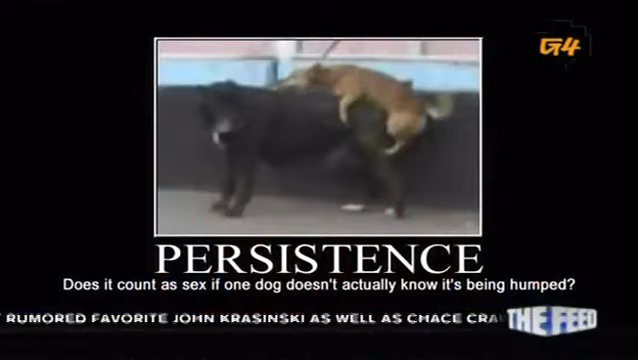 G4
PERSISTENCE
Does it count as sex if one dog doesn't actually know it's being humped?
RUMORED FAVORITE JOHN KRASINSKI AS WELL AS CHACE CRA
THE FEED